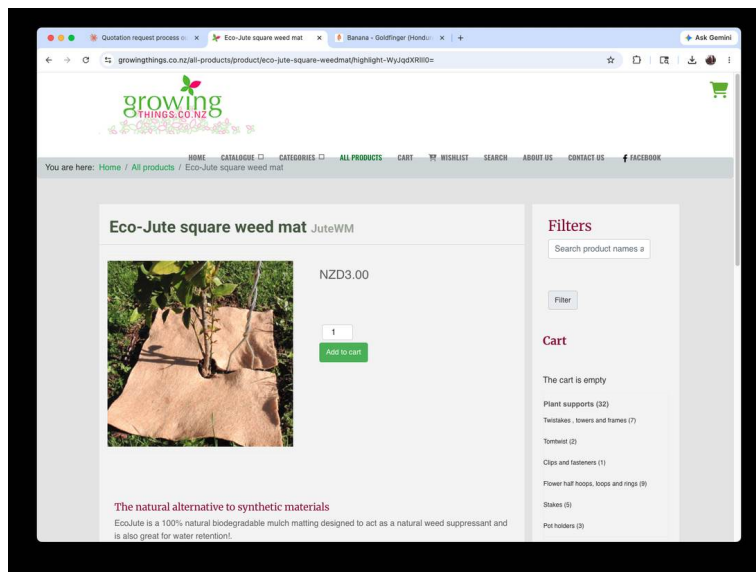 Quotation request process o
Eco-Jute square weed mat
Banana - Goldfinger (Hondur
Ask Gemini
growingthings.co.nz/all-products/product/eco-jute-square-weedmat/highlight-WyJqdXRlIl0=
growing
THINGS.CO.NZ
HOME CATALOGUE CATEGORIES ALL PRODUCTS CART WISHLIST SEARCH ABOUT US CONTACT US FACEBOOK
You are here: Home / All products / Eco-Jute square weed mat
Eco-Jute square weed mat JuteWM
NZD3.00
1
Add to cart
The natural alternative to synthetic materials
EcoJute is a 100% natural biodegradable mulch matting designed to act as a natural weed suppressant and
is also great for water retention!.
Filters
Search product names a
Filter
Cart
The cart is empty
Plant supports (32)
Twistakes , towers and frames (7)
Tomtwist (2)
Clips and fasteners (1)
Flower half hoops, loops and rings (9)
Stakes (5)
Pot holders (3)